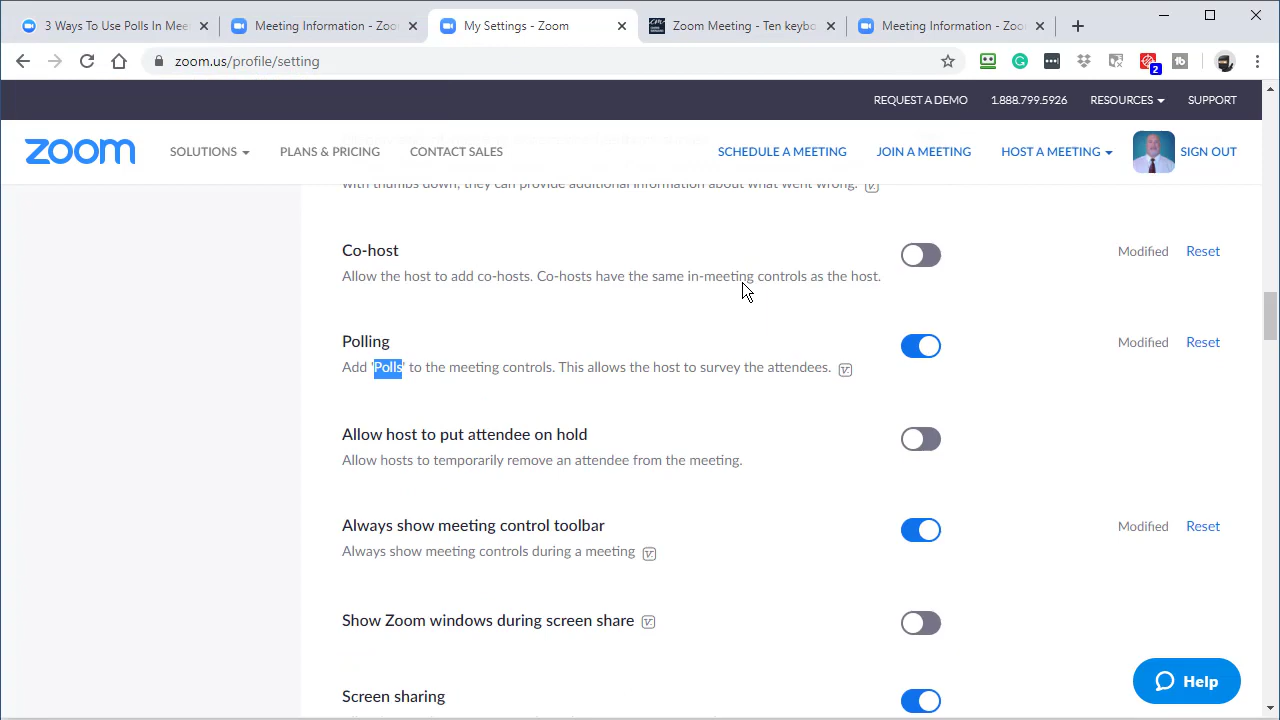 3 Ways To Use Polls In Mee
Meeting Information - Zo
My Settings - Zoom
Zoom Meeting - Ten keybo
Meeting Information - Zo
zoom.us/profile/setting
2
REQUEST A DEMO
1.888.799.5926
RESOURCES
SUPPORT
zoom
SOLUTIONS
PLANS & PRICING
CONTACT SALES
SCHEDULE A MEETING
JOIN A MEETING
HOST A MEETING
SIGN OUT
with thumbs down, they can provide additional information about what went wrong.
Co-host
Modified
Reset
Allow the host to add co-hosts. Co-hosts have the same in-meeting controls as the host.
Polling
Modified
Reset
Add 'Polls' to the meeting controls. This allows the host to survey the attendees.
Allow host to put attendee on hold
Allow hosts to temporarily remove an attendee from the meeting.
Always show meeting control toolbar
Modified
Reset
Always show meeting controls during a meeting
Show Zoom windows during screen share
Help
Screen sharing